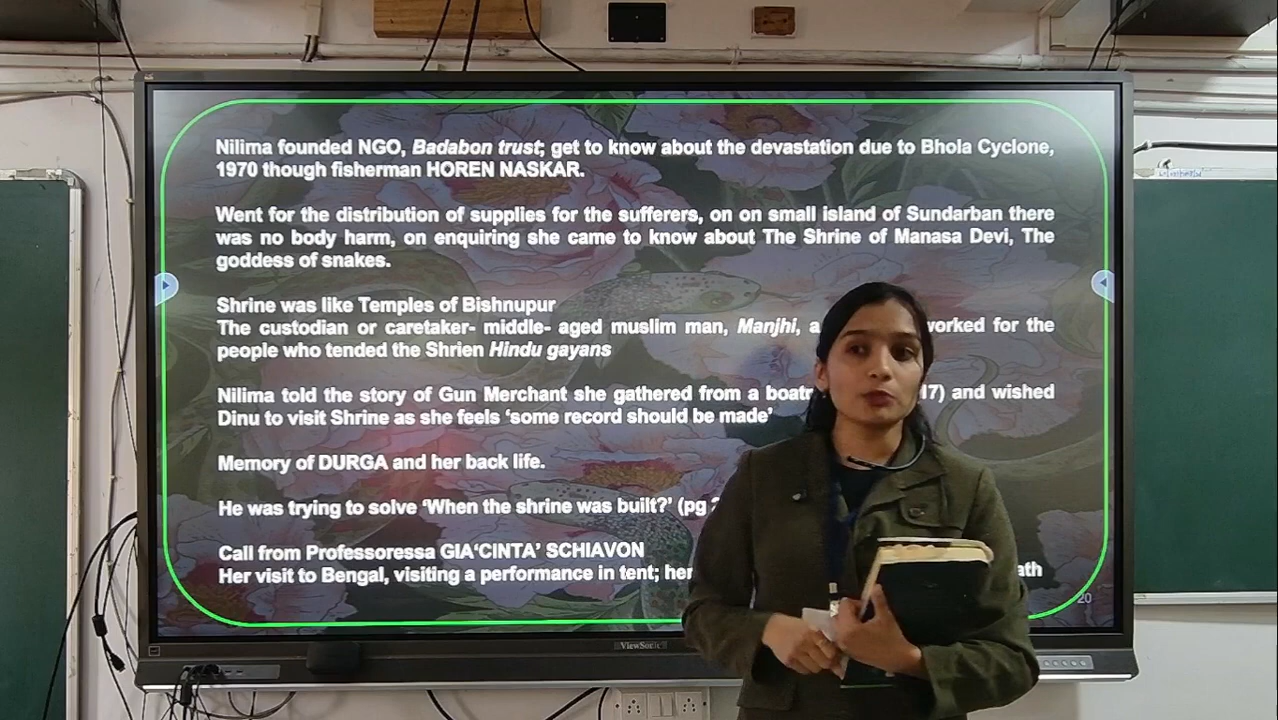 Nilima founded NGO, Badabon trust; get to know about the devastation due to Bhola Cyclone,
1970 though fisherman HOREN NASKAR.
Went for the distribution of supplies for the sufferers, on on small island of Sundarban there
was no body harm, on enquiring she came to know about The Shrine of Manasa Devi, The
goddess of snakes.
Shrine was like Temples of Bishnupur
The custodian or caretaker- middle- aged muslim man, Manjhi, a worked for the
people who tended the Shrien Hindu gayans
Nilima told the story of Gun Merchant she gathered from a 17) and wished
Dinu to visit Shrine as she feels ‘some record should be made’
Memory of DURGA and her back life.
He was trying to solve ‘When the shrine was built?’ (pg
Call from Professoressa GIA‘CINTA’ SCHIAVON
Her visit to Bengal, visiting a performance in tent;
20
ViewSonic